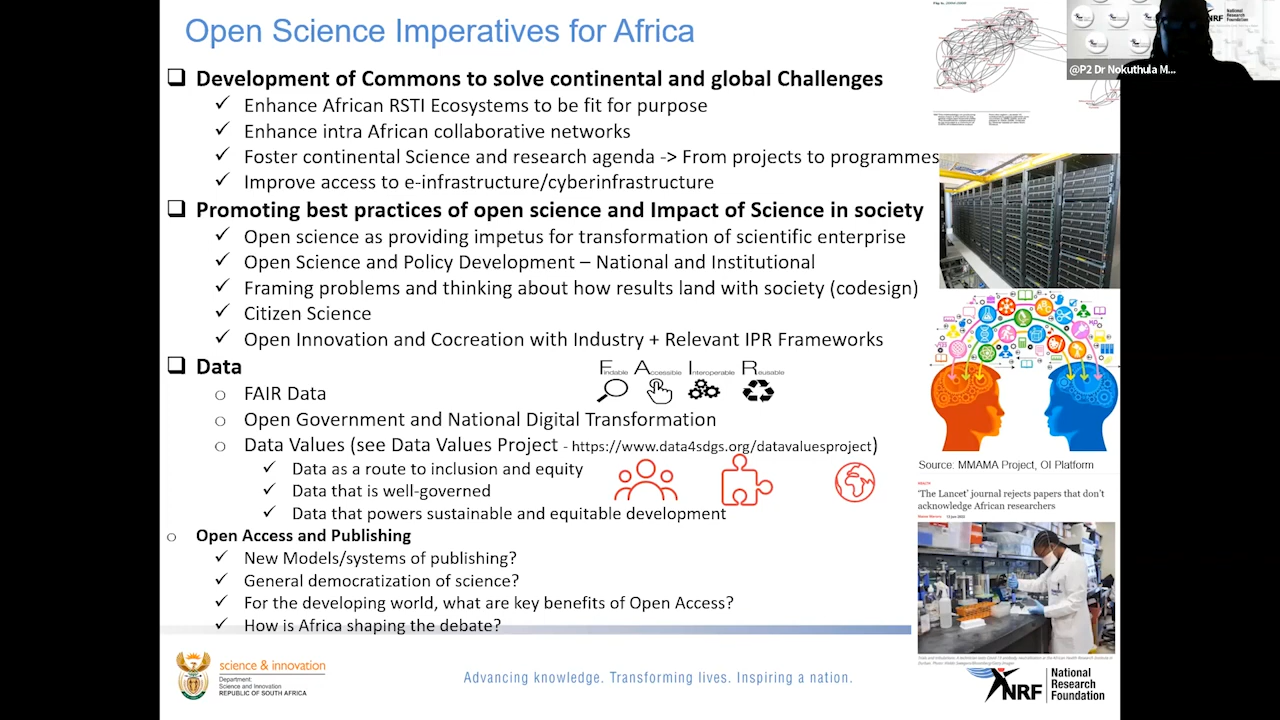 Open Science Imperatives for Africa
Development of Commons to solve continental and global Challenges
Enhance African RSTI Ecosystems to be fit for purpose
Enhance Intra African collaborative networks
Foster continental Science and research agenda -> From projects to programmes
Improve access to e-infrastructure/cyberinfrastructure
Promoting best practices of open science and Impact of Science in society
Open science as providing impetus for transformation of scientific enterprise
Open Science and Policy Development – National and Institutional
Framing problems and thinking about how results land with society (codesign)
Citizen Science
Open Innovation and Cocreation with Industry + Relevant IPR Frameworks
Data
Findable Accessible Interoperable Reusable
FAIR Data
Open Government and National Digital Transformation
Data Values (see Data Values Project - https://www.data4sdgs.org/datavaluesproject)
Data as a route to inclusion and equity
Data that is well-governed
Data that powers sustainable and equitable development
Open Access and Publishing
New Models/systems of publishing?
General democratization of science?
For the developing world, what are key benefits of Open Access?
How is Africa shaping the debate?
@P2 Dr Nokuthula M...
NRF National
Research
Foundation
Source: MMAMA Project, OI Platform
'The Lancet' journal rejects papers that don't
acknowledge African researchers
science & innovation
Department:
Science and Innovation
REPUBLIC OF SOUTH AFRICA
Advancing knowledge. Transforming lives. Inspiring a nation.
NRF
National
Research
Foundation